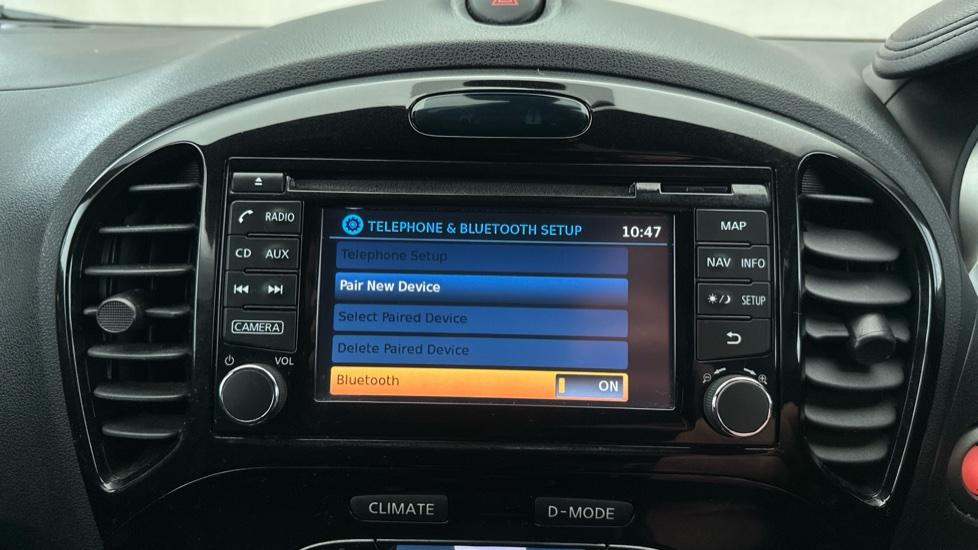 RADIO
CD AUX
CAMERA
VOL
TELEPHONE & BLUETOOTH SETUP 10:47
Telephone Setup
Pair New Device
Select Paired Device
Delete Paired Device
Bluetooth ON
MAP
NAV INFO
SETUP
CLIMATE
D-MODE